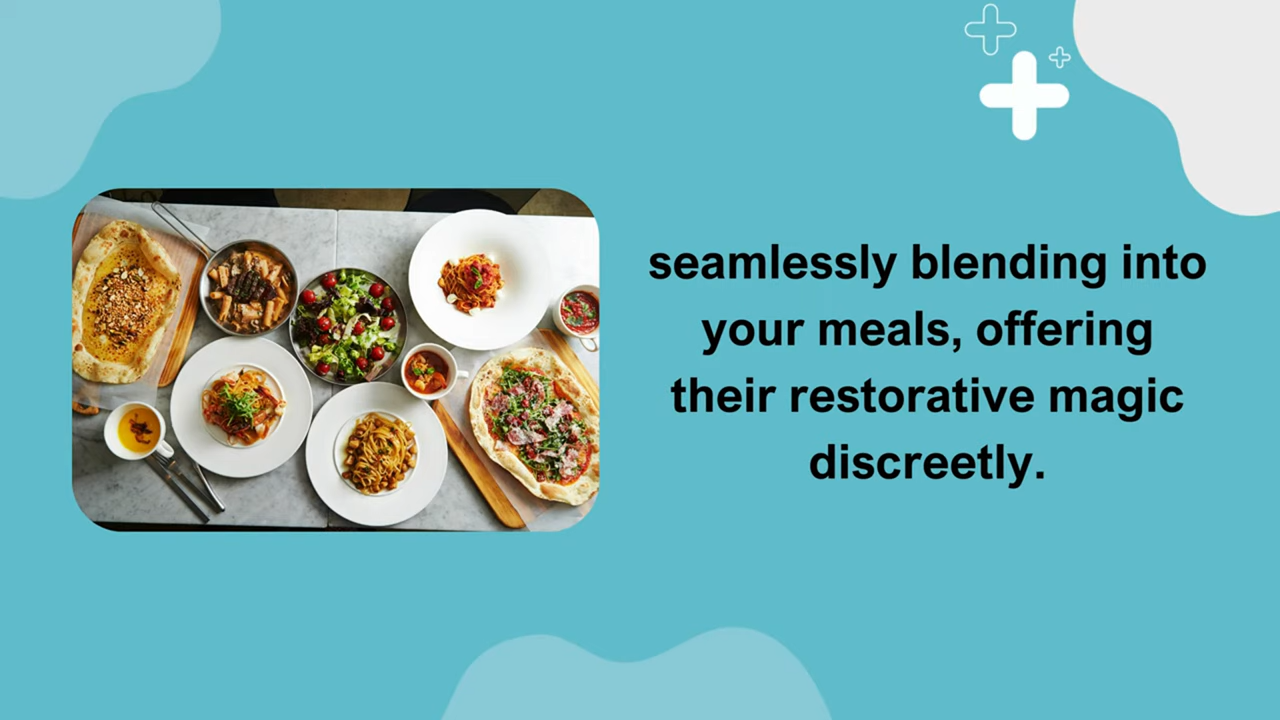 seamlessly blending into
your meals, offering
their restorative magic
discreetly.